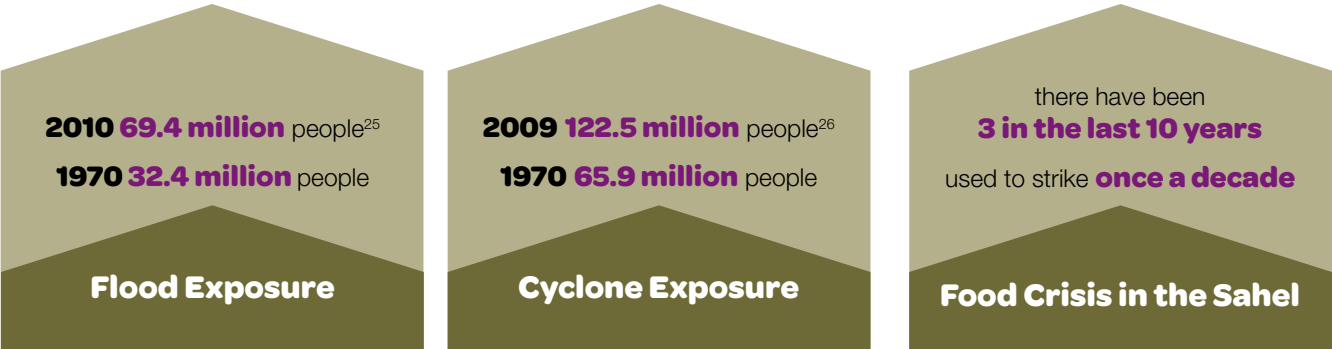 2010 69.4 million people25
1970 32.4 million people
Flood Exposure
2009 122.5 million people26
1970 65.9 million people
Cyclone Exposure
there have been
3 in the last 10 years
used to strike once a decade
Food Crisis in the Sahel